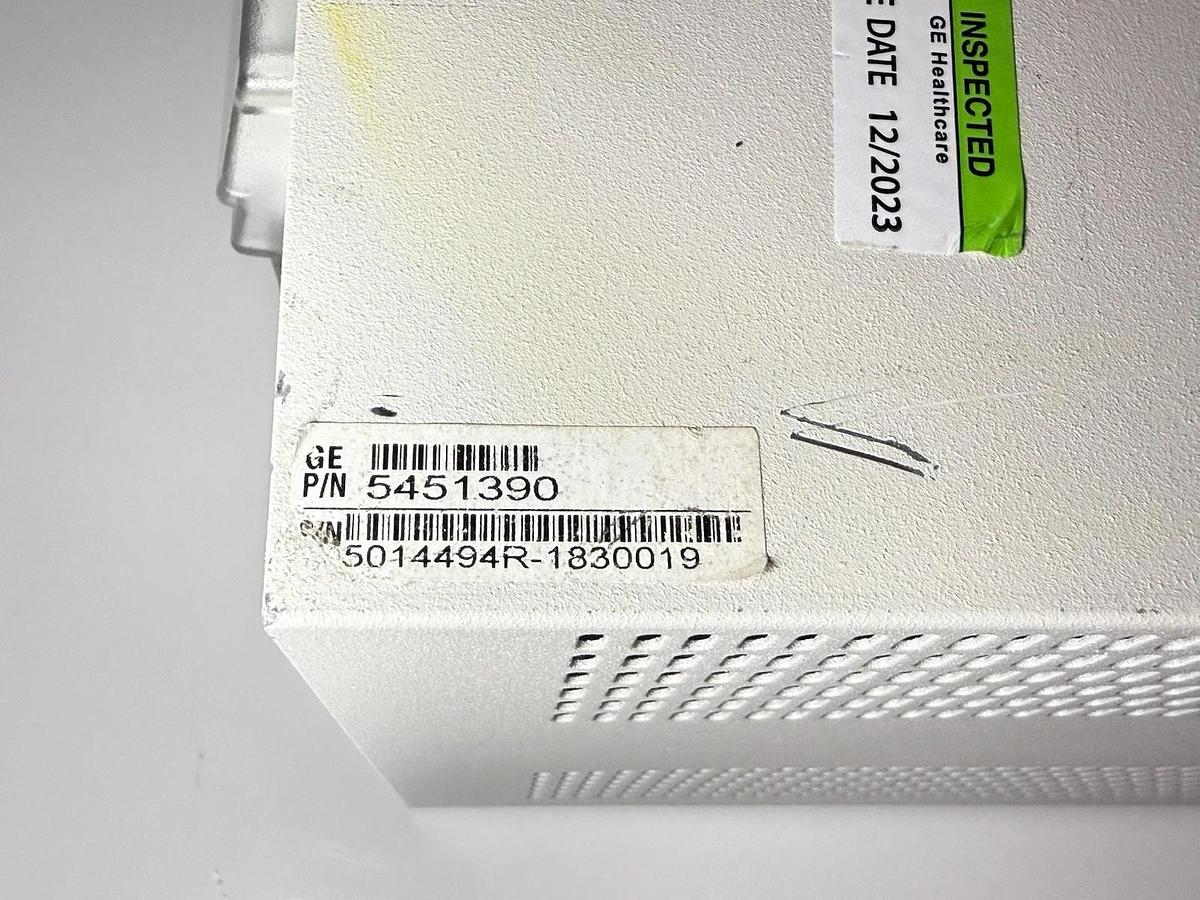 INSPECTED
GE Healthcare
E DATE 12/2023
GE
P/N 5451390
S/N
5014494R-1830019